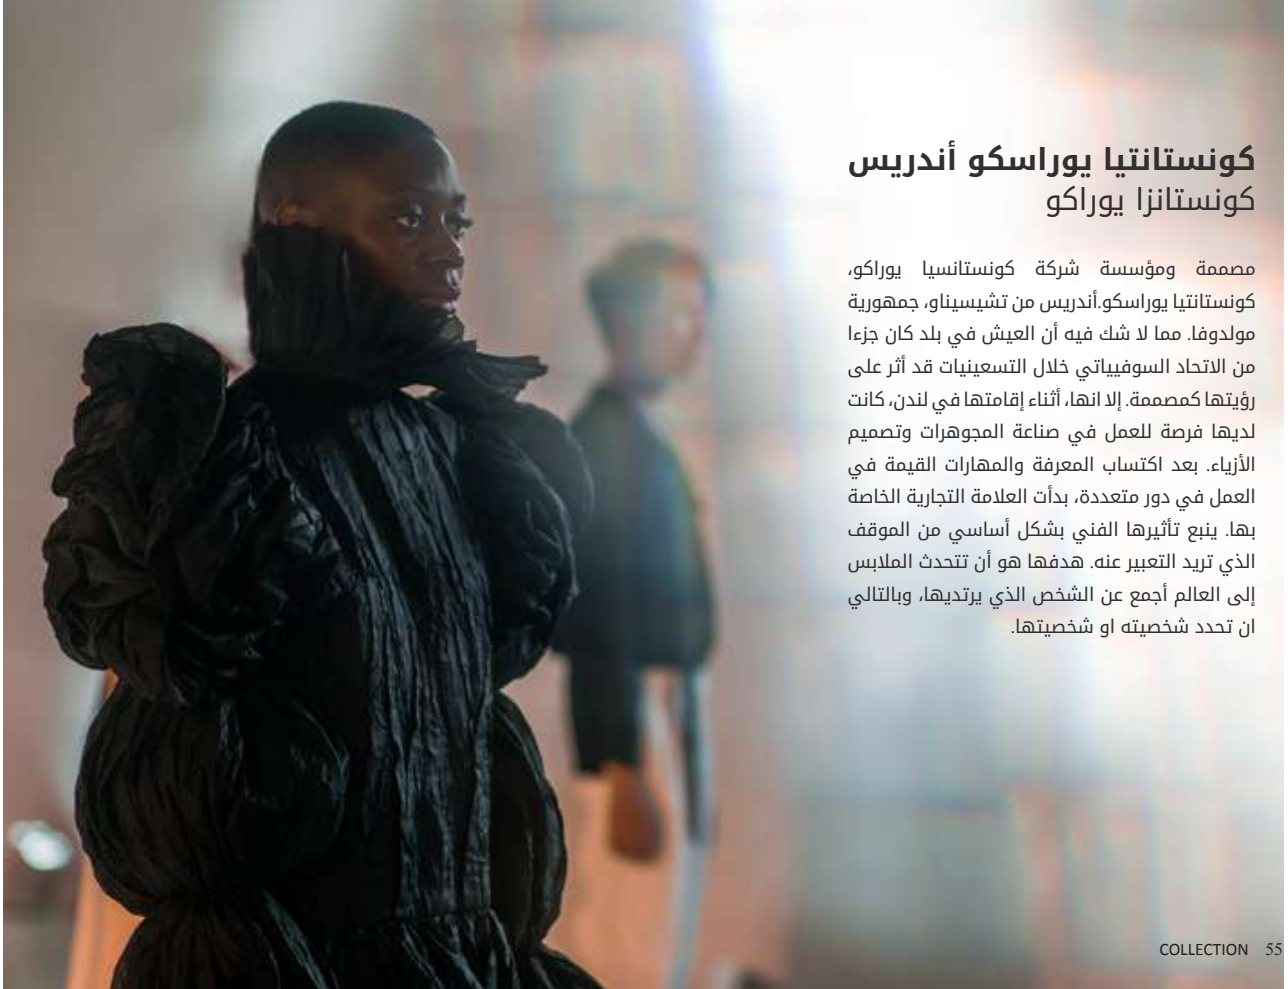 كونستانتيا يوراسكو أندريس
كونستانزا يوراكو
مصممة ومؤسسة شركة كونستانسيا يوراكو،
كونستانتيا يوراسكو.أندريس من تشيسيناو، جمهورية
مولدوفا. مما لا شك فيه أن العيش في بلد كان جزءا
من الاتحاد السوفيياتي خلال التسعينيات قد أثر على
رؤيتها كمصممة. إلا انها، أثناء إقامتها في لندن، كانت
لديها فرصة للعمل في صناعة المجوهرات وتصميم
الأزياء. بعد اكتساب المعرفة والمهارات القيمة في
العمل في دور متعددة، بدأت العلامة التجارية الخاصة
بها. ينبع تأثيرها الفني بشكل أساسي من الموقف
الذي تريد التعبير عنه. هدفها هو أن تتحدث الملابس
إلى العالم أجمع عن الشخص الذي يرتديها، وبالتالي
ان تحدد شخصيته او شخصيتها.
COLLECTION 55